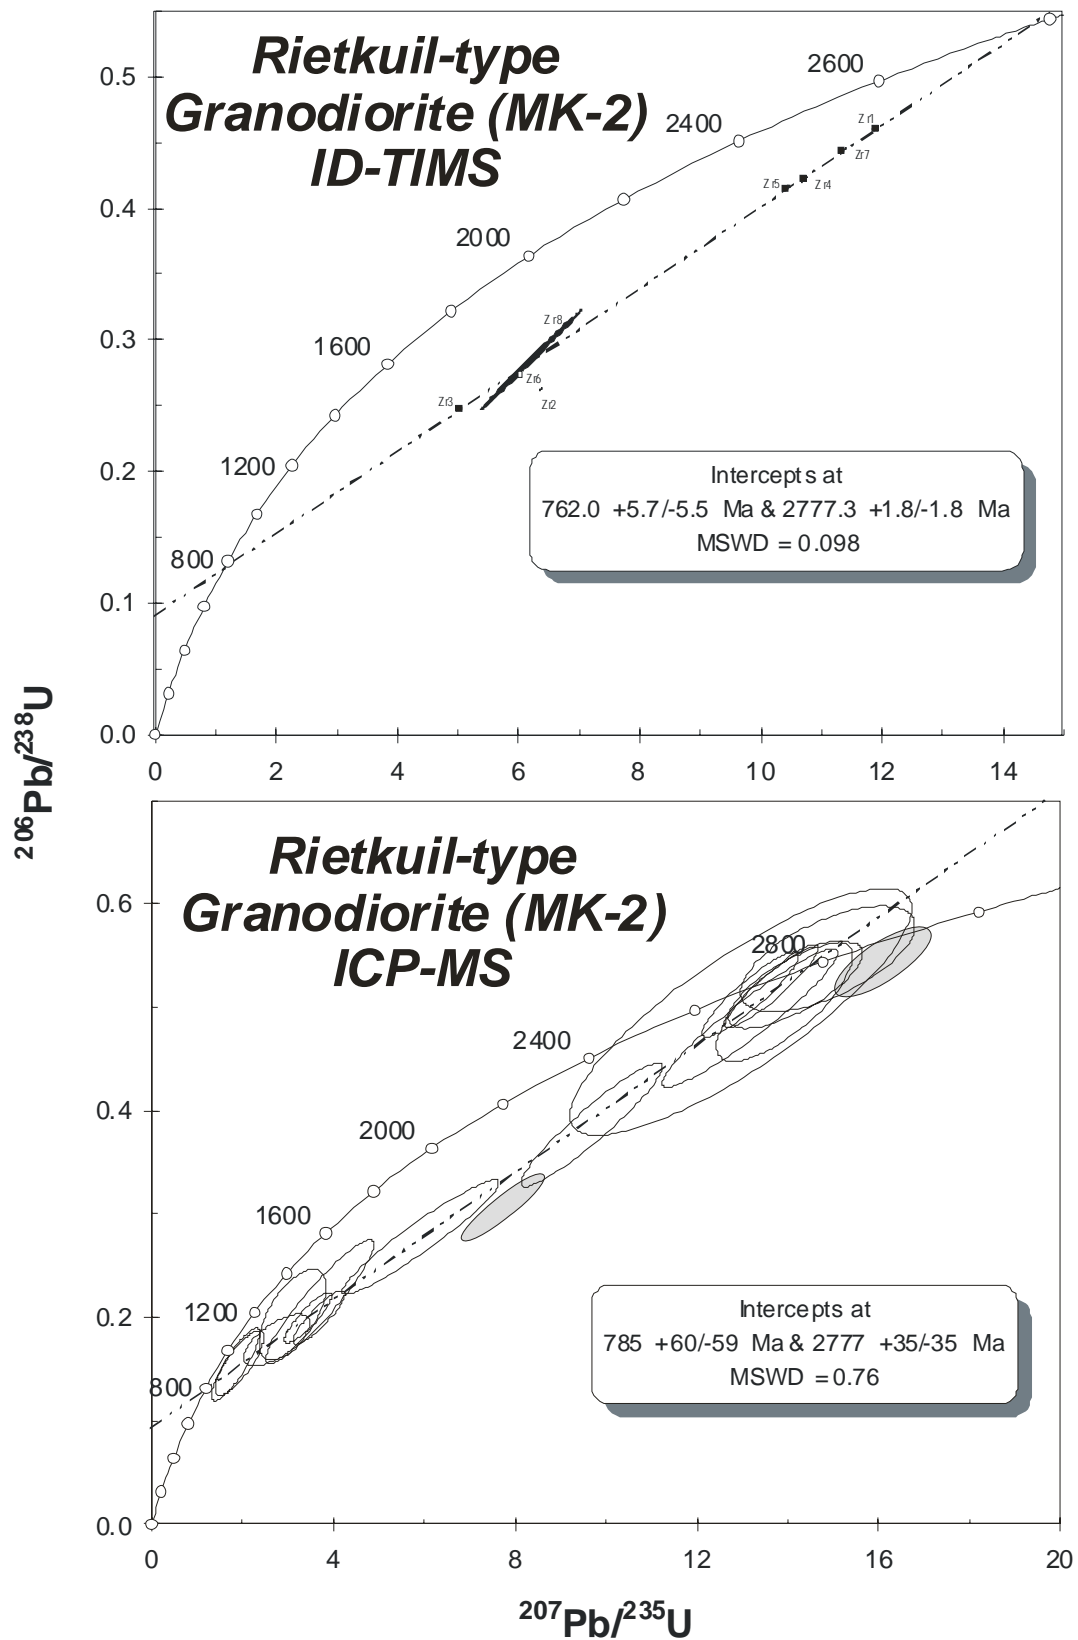 Rietkuil-type
Granodiorite (MK-2)
ID-TIMS
2600
2400
2000
1600
1200
800
0.5
0.4
0.3
0.2
0.1
0.0
Zr1
Zr7
Zr5
Zr4
Zr8
Zr6
Zr3
Zr2
Intercepts at
762.0 +5.7/-5.5 Ma & 2777.3 +1.8/-1.8 Ma
MSWD = 0.098
0 2 4 6 8 10 12 14
206Pb/238U
Rietkuil-type
Granodiorite (MK-2)
ICP-MS
2800
2400
2000
1600
1200
800
0.6
0.4
0.2
0.0
Intercepts at
785 +60/-59 Ma & 2777 +35/-35 Ma
MSWD = 0.76
0 4 8 12 16 20
207Pb/235U